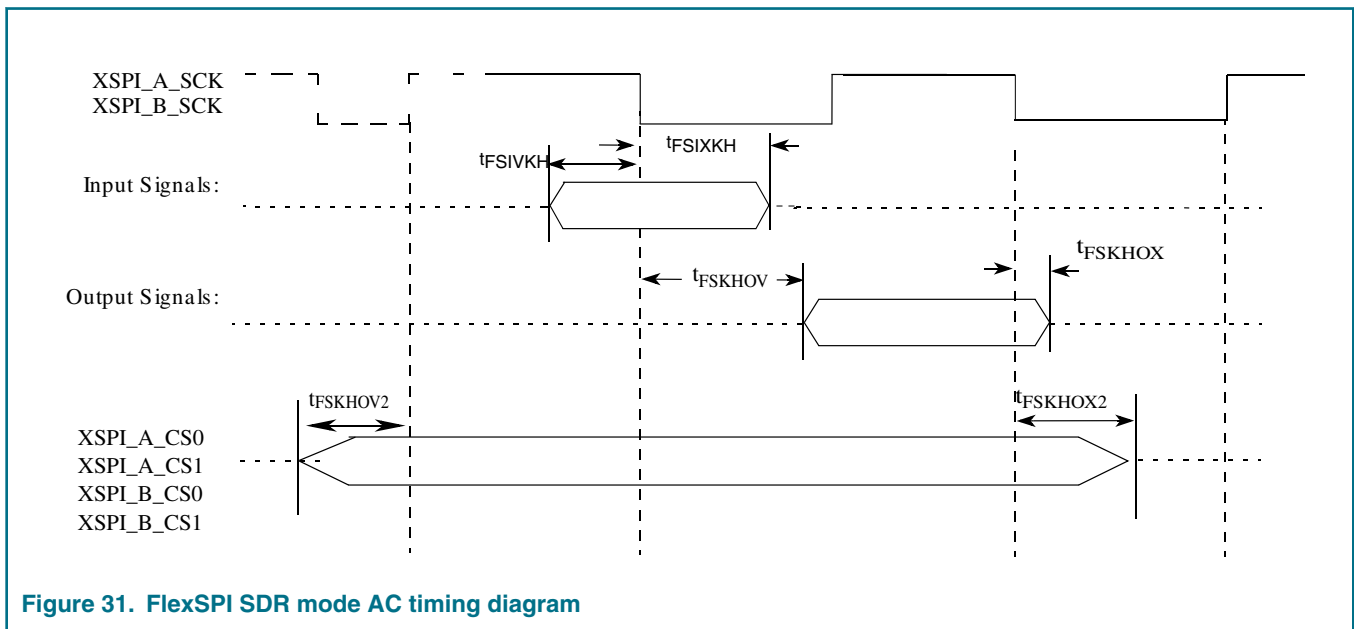 XSPI_A_SCK
XSPI_B_SCK
tFSIVKH
tFSIXKH
Input Signals:
tFSKHOV
tFSKHOX
Output Signals:
tFSKHOV2
tFSKHOX2
XSPI_A_CS0
XSPI_A_CS1
XSPI_B_CS0
XSPI_B_CS1
Figure 31. FlexSPI SDR mode AC timing diagram